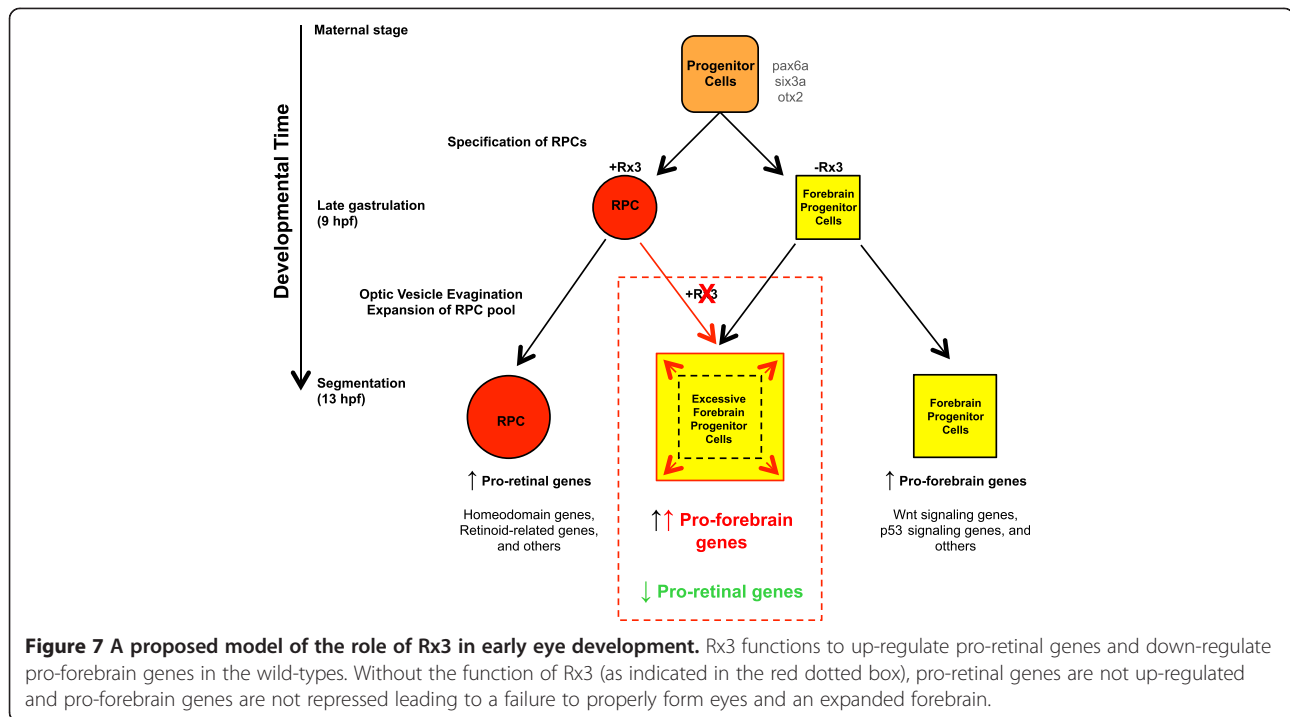 Maternal stage
Progenitor
Cells
pax6a
six3a
otx2
Developmental Time
Specification of RPCs
+Rx3
-Rx3
Late gastrulation
(9 hpf)
RPC
Forebrain
Progenitor
Cells
Optic Vesicle Evagination
Expansion of RPC pool
+Rx3
X
Segmentation
(13 hpf)
RPC
Excessive
Forebrain
Progenitor
Cells
Forebrain
Progenitor
Cells
↑ Pro-retinal genes
Homeodomain genes,
Retinoid-related genes,
and others
↑↑ Pro-forebrain
genes
↓ Pro-retinal genes
↑ Pro-forebrain genes
Wnt signaling genes,
p53 signaling genes, and
otthers
Figure 7 A proposed model of the role of Rx3 in early eye development. Rx3 functions to up-regulate pro-retinal genes and down-regulate
pro-forebrain genes in the wild-types. Without the function of Rx3 (as indicated in the red dotted box), pro-retinal genes are not up-regulated
and pro-forebrain genes are not repressed leading to a failure to properly form eyes and an expanded forebrain.